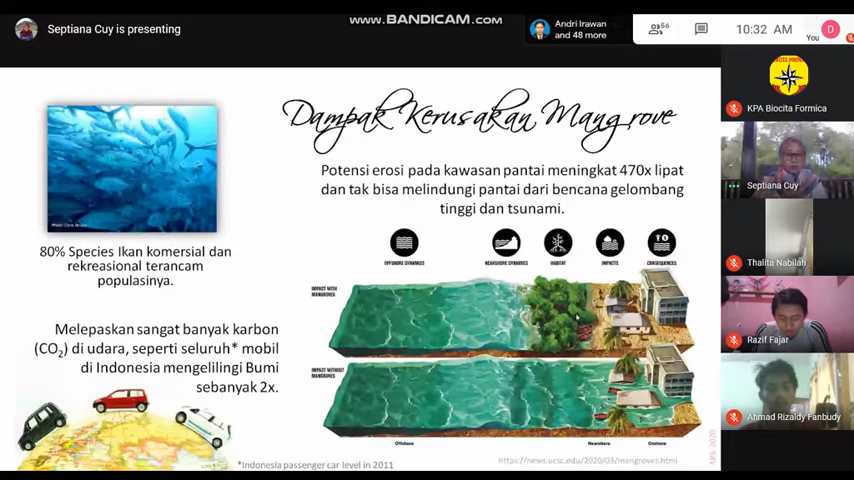 www.BANDICAM.com
Septiana Cuy is presenting
Andri Irawan
and 48 more
56
10:32 AM
You
D
Dampak Kerusakan Mangrove
Potensi erosi pada kawasan pantai meningkat 470x lipat
dan tak bisa melindungi pantai dari bencana gelombang
tinggi dan tsunami.
80% Species Ikan komersial dan
rekreasional terancam
populasinya.
OFFSHORE DYNAMICS
NEARSHORE DYNAMICS
HABITAT
IMPACTS
CONSEQUENCES
IMPACT WITH
MANGROVES
IMPACT WITHOUT
MANGROVES
Offshore
Nearshore
Onshore
Melepaskan sangat banyak karbon
(CO2) di udara, seperti seluruh* mobil
di Indonesia mengelilingi Bumi
sebanyak 2x.
*Indonesia passenger car level in 2011
https://news.ucsc.edu/2020/03/mangroves.html
KPA Biocita Formica
Septiana Cuy
Thalita Nabilah
Razif Fajar
Ahmad Rizaldy Fanbudy